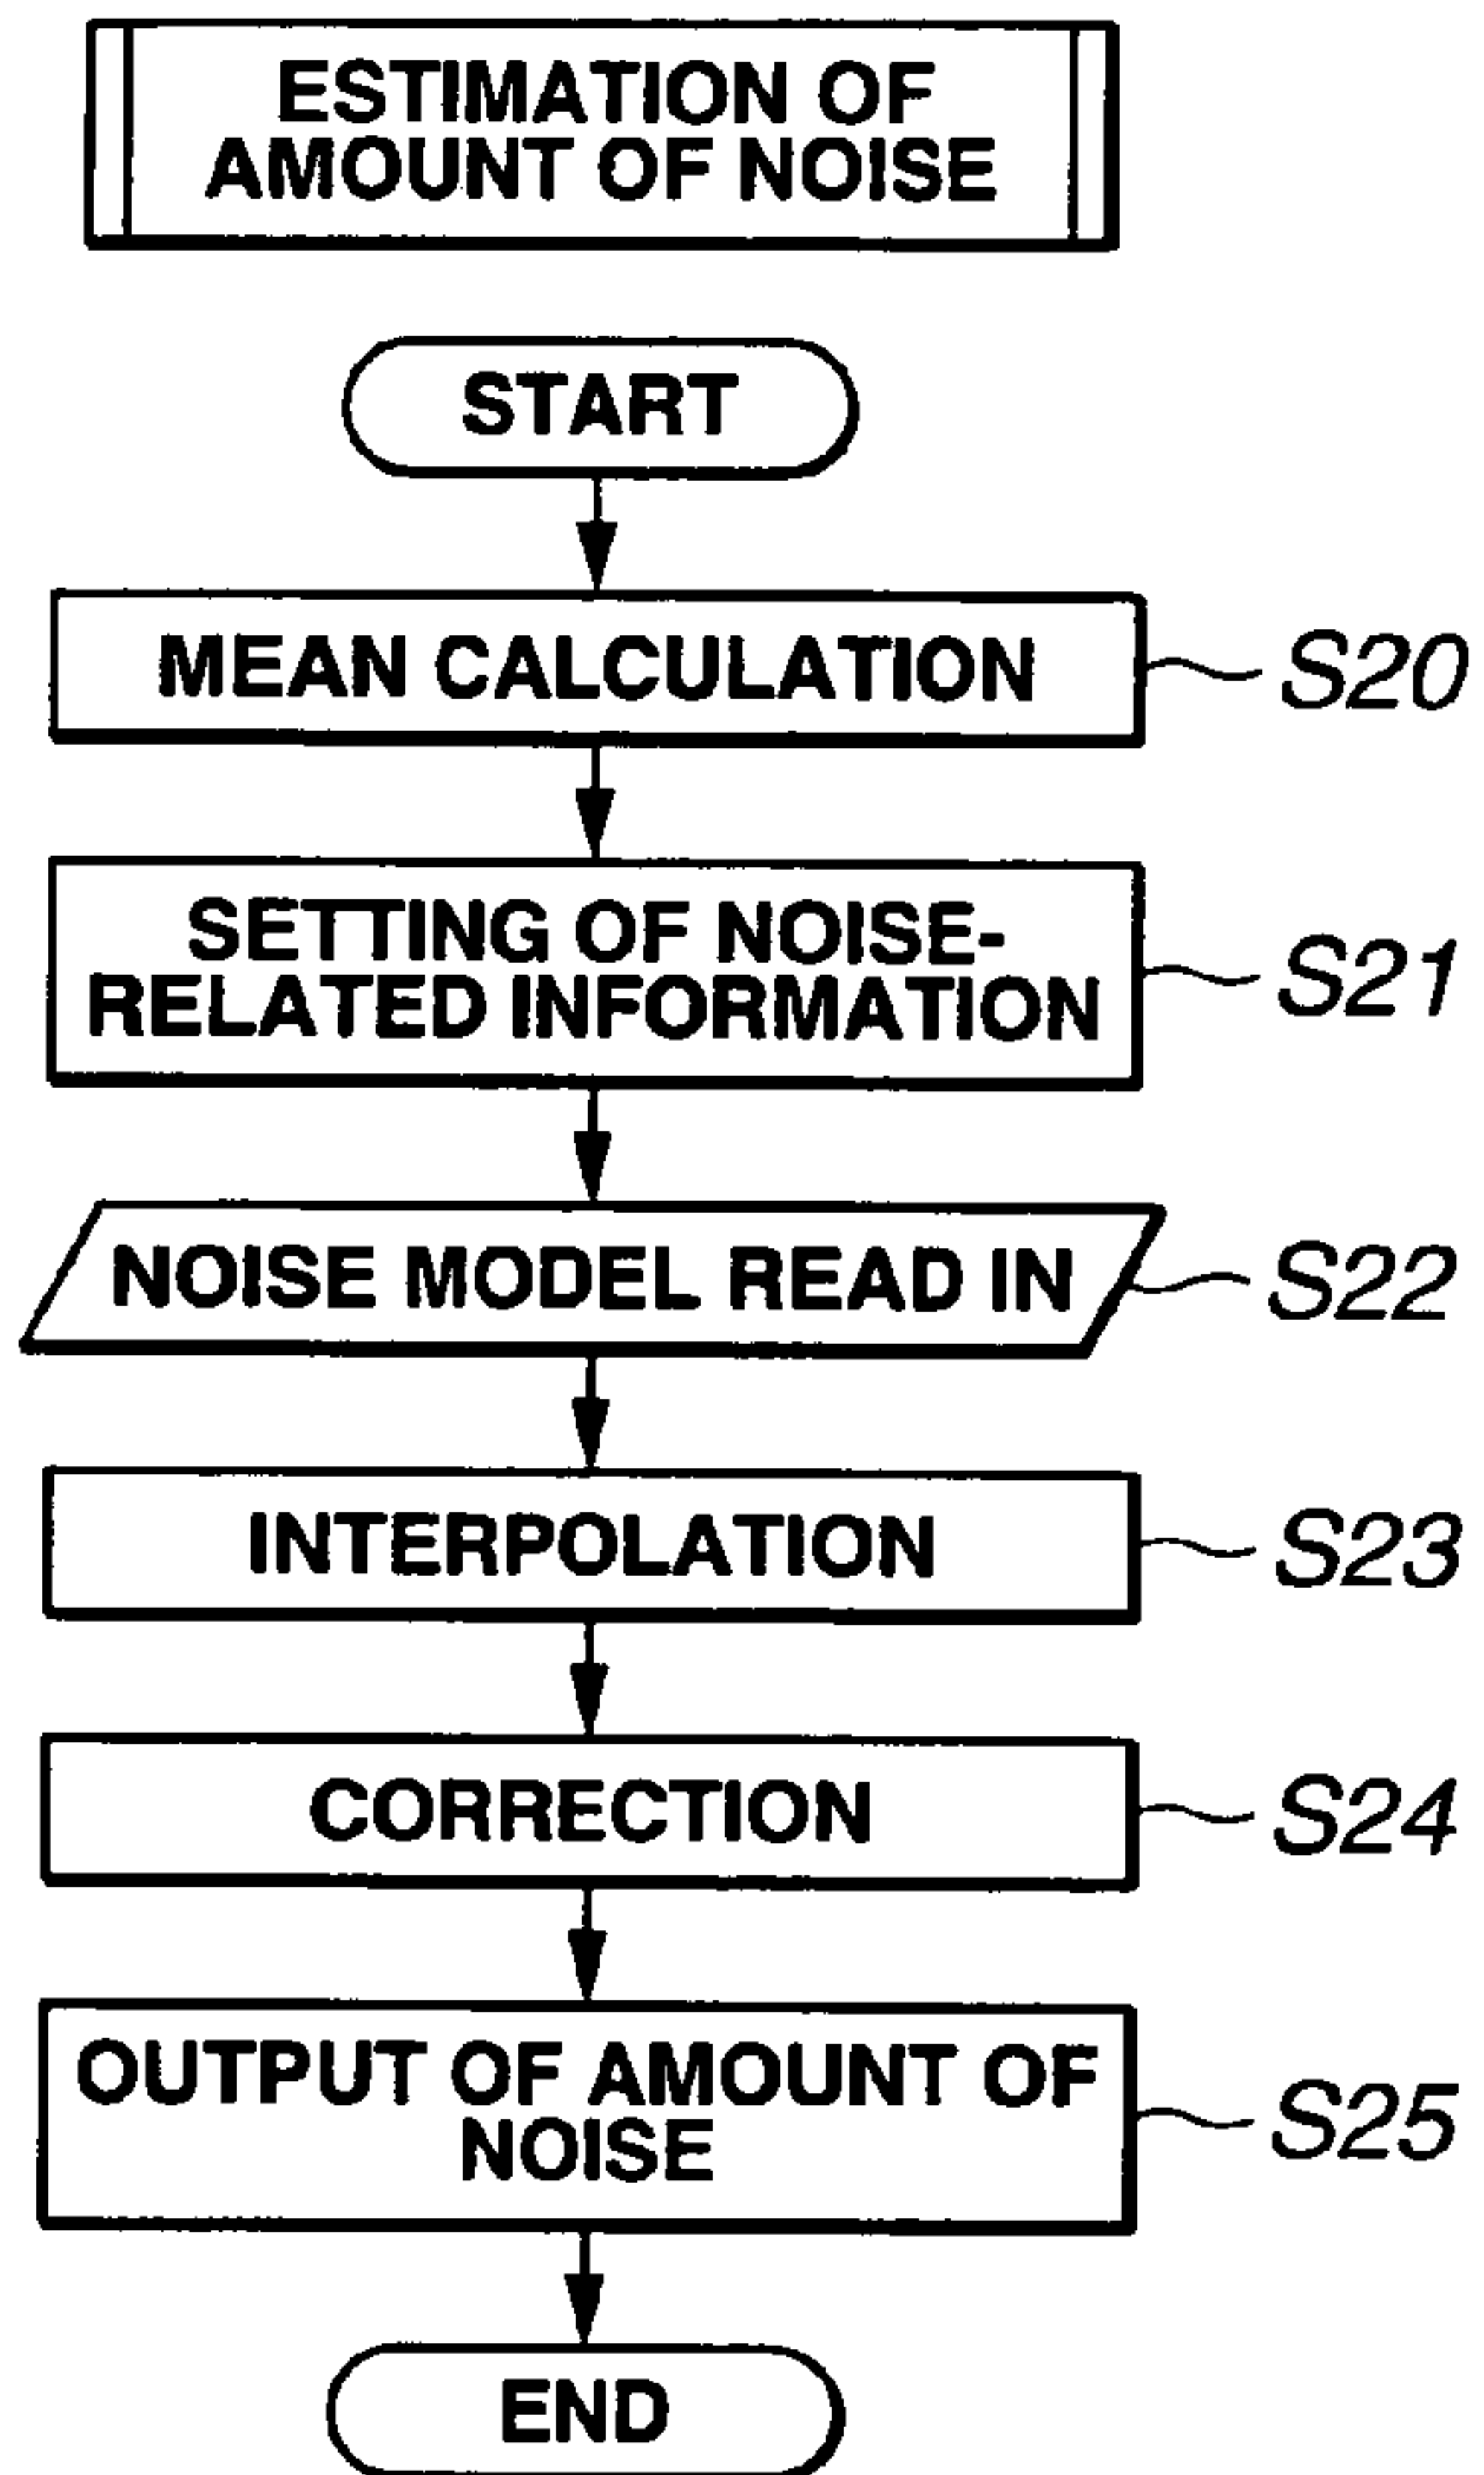 ESTIMATION OF
AMOUNT OF NOISE
START
MEAN CALCULATION
S20
SETTING OF NOISE-
RELATED INFORMATION
S21
NOISE MODEL READ IN
S22
INTERPOLATION
S23
CORRECTION
S24
OUTPUT OF AMOUNT OF
NOISE
S25
END